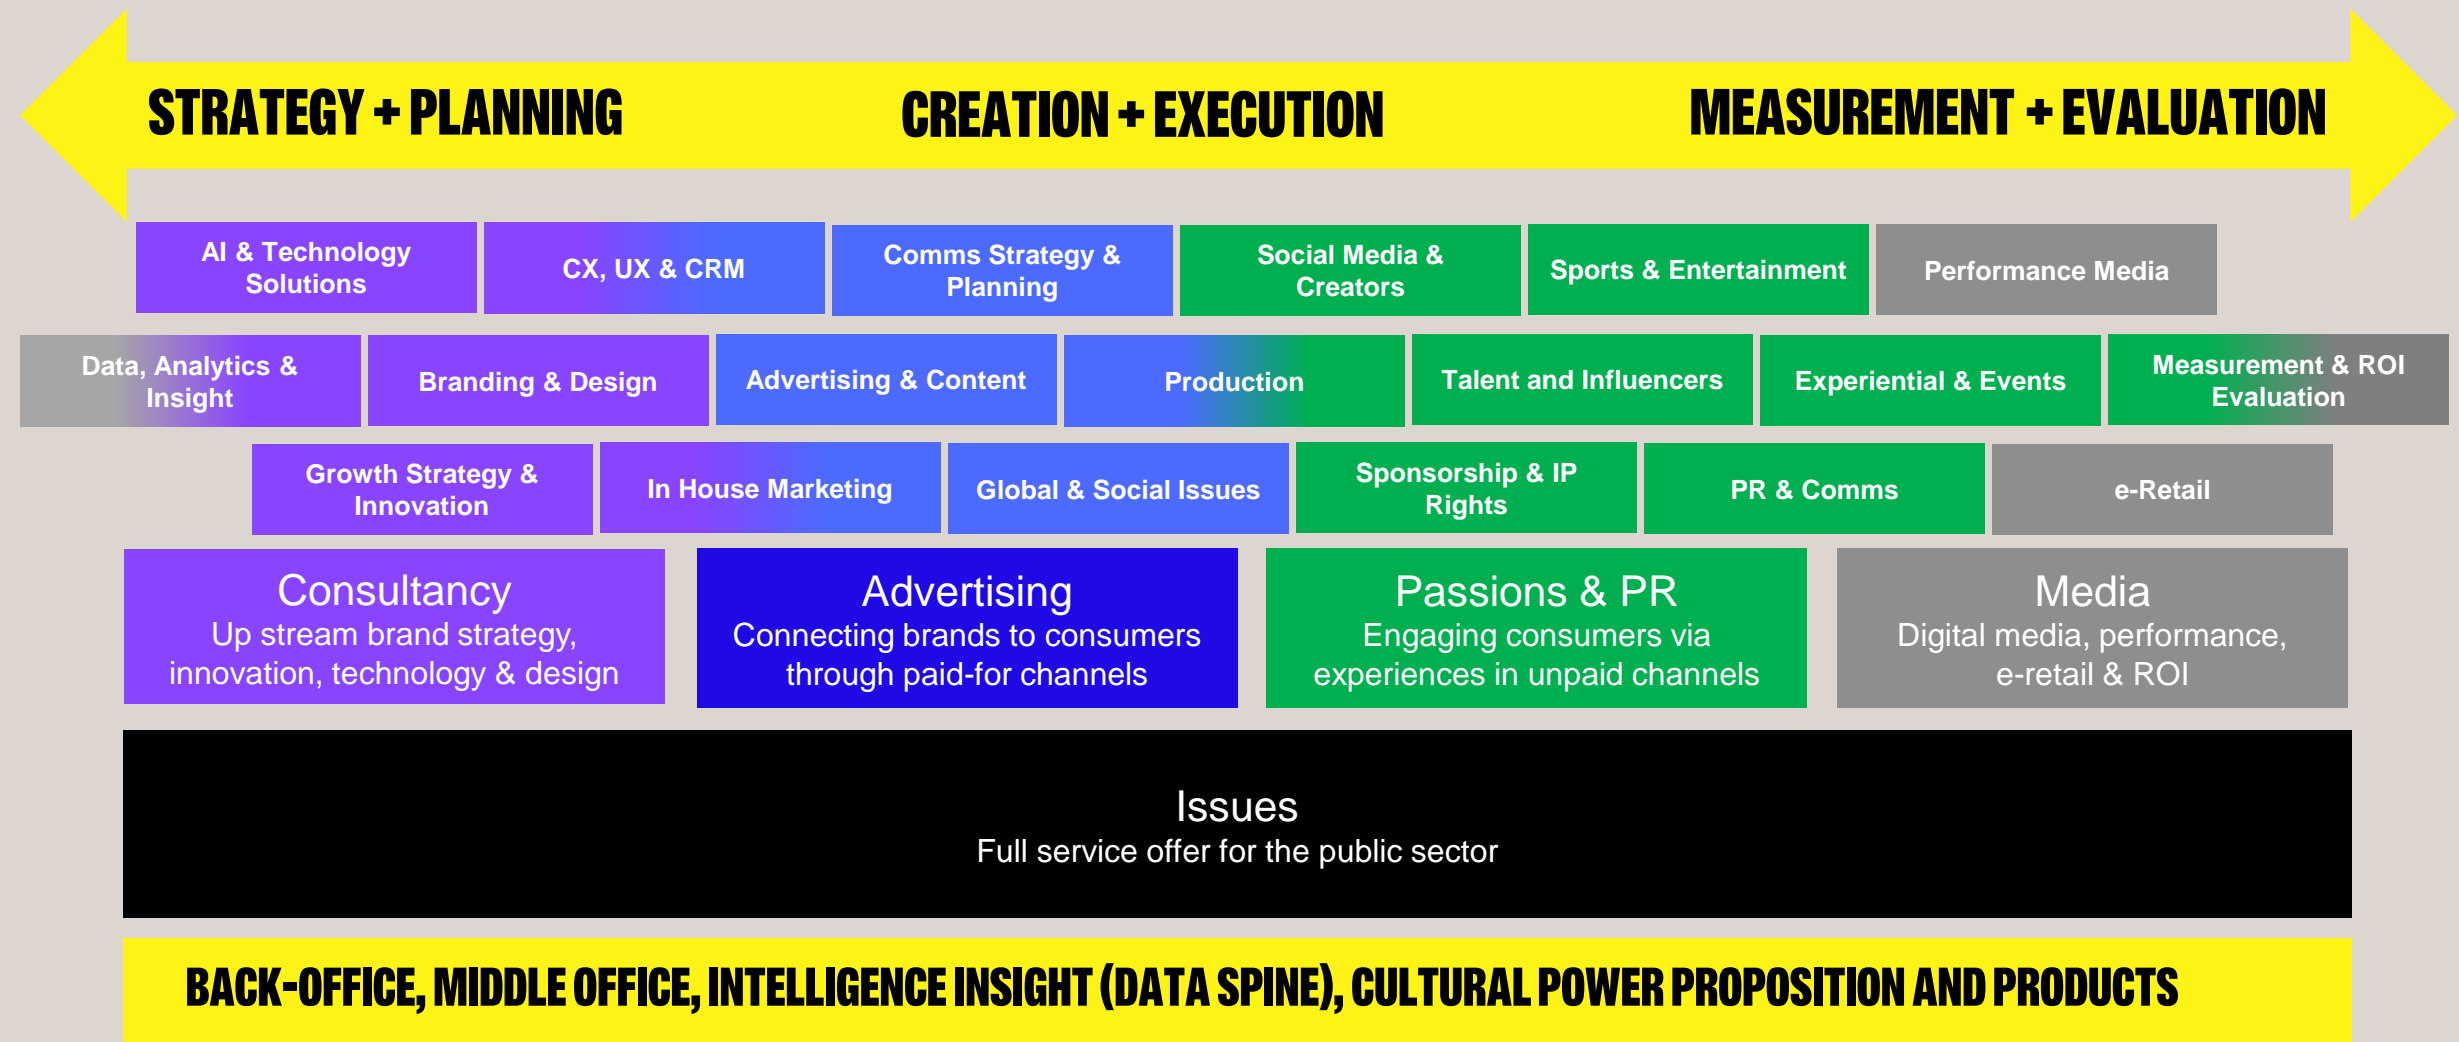 STRATEGY + PLANNING
CREATION + EXECUTION
MEASUREMENT + EVALUATION
AI & Technology
Solutions
CX, UX & CRM
Comms Strategy &
Planning
Social Media &
Creators
Sports & Entertainment
Performance Media
Data, Analytics &
Insight
Branding & Design
Advertising & Content
Production
Talent and Influencers
Experiential & Events
Measurement & ROI
Evaluation
Growth Strategy &
Innovation
In House Marketing
Global & Social Issues
Sponsorship & IP
Rights
PR & Comms
e-Retail
Consultancy
Up stream brand strategy,
innovation, technology & design
Advertising
Connecting brands to consumers
through paid-for channels
Passions & PR
Engaging consumers via
experiences in unpaid channels
Media
Digital media, performance,
e-retail & ROI
Issues
Full service offer for the public sector
BACK-OFFICE, MIDDLE OFFICE, INTELLIGENCE INSIGHT (DATA SPINE), CULTURAL POWER PROPOSITION AND PRODUCTS